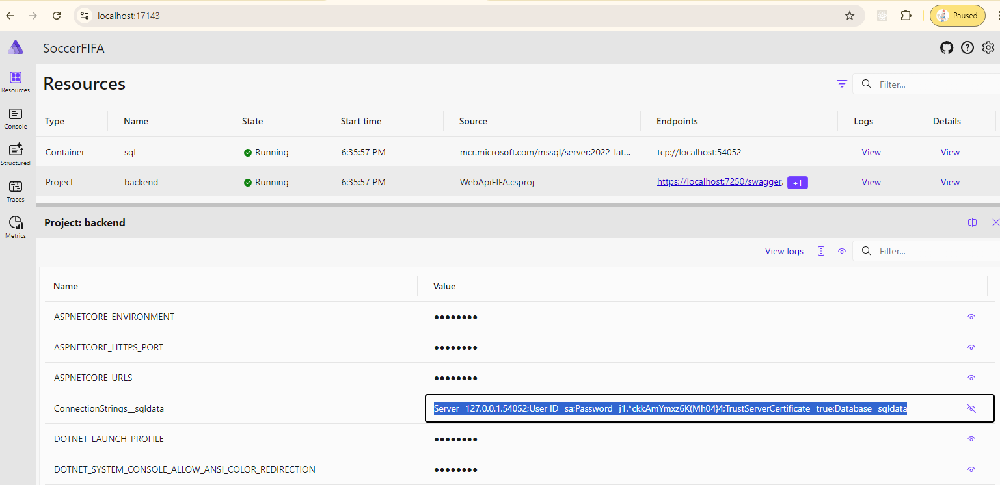 localhost:17143
Paused
SoccerFIFA
Resources
Console
Structured
Traces
Metrics
Resources
Filter...
Type Name State Start time Source Endpoints Logs Details
Container sql Running 6:35:57 PM mcr.microsoft.com/mssql/server:2022-lat... tcp://localhost:54052 View View
Project backend Running 6:35:57 PM WebApiFIFA.csproj https://localhost:7250/swagger, +1 View View
Project: backend
View logs Filter...
Name Value
ASPNETCORE_ENVIRONMENT ●●●●●●●●
ASPNETCORE_HTTPS_PORT ●●●●●●●●
ASPNETCORE_URLS ●●●●●●●●
ConnectionStrings__sqldata Server=127.0.0.1,54052;User ID=sa;Password=j1.*ckkAmYmxz6K(Mh04}4;TrustServerCertificate=true;Database=sqldata
DOTNET_LAUNCH_PROFILE ●●●●●●●●
DOTNET_SYSTEM_CONSOLE_ALLOW_ANSI_COLOR_REDIRECTION ●●●●●●●●